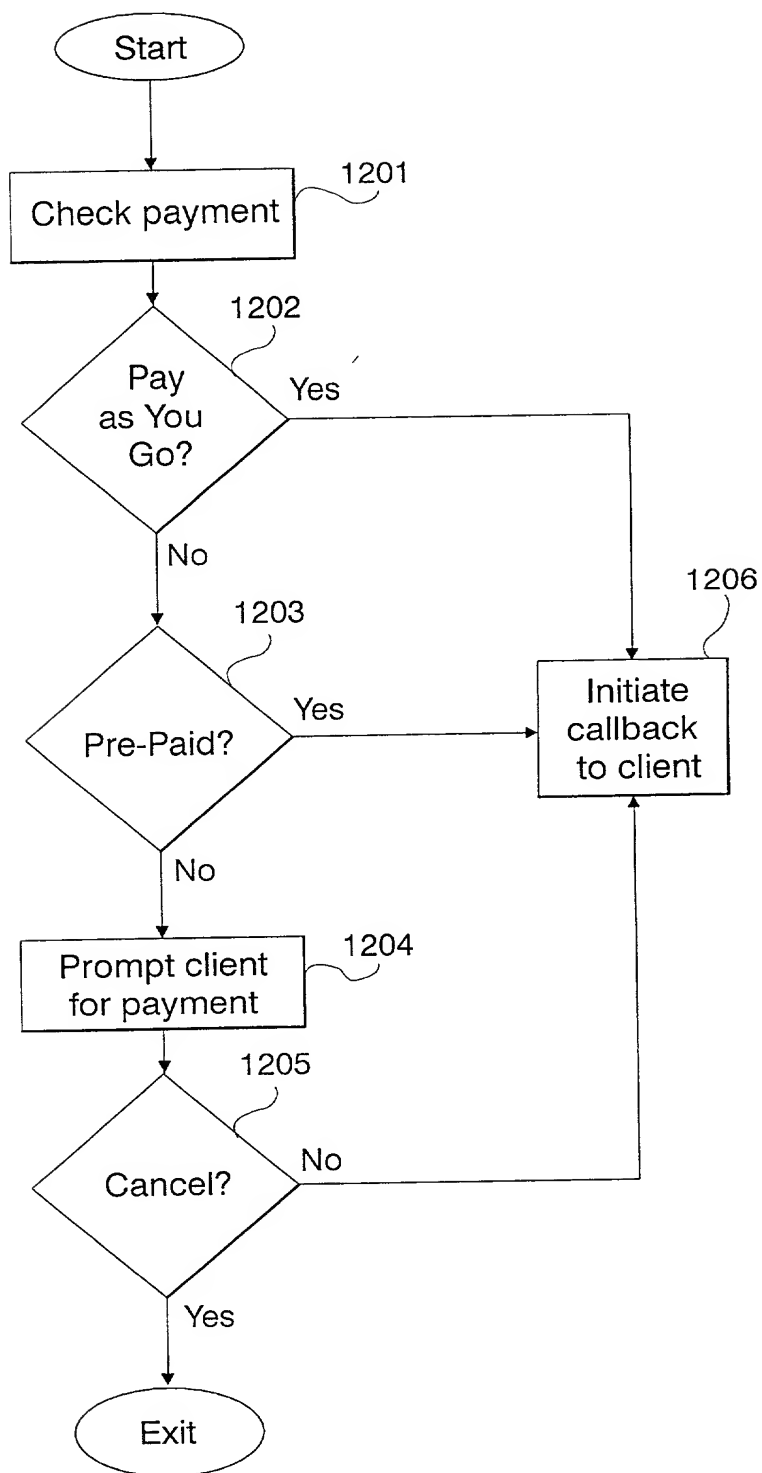 Start
1201
Check payment
1202
Pay
as You
Go?
Yes
No
1206
1203
Initiate
callback
to client
Pre-Paid?
Yes
No
1204
Prompt client
for payment
1205
Cancel?
No
Yes
Exit